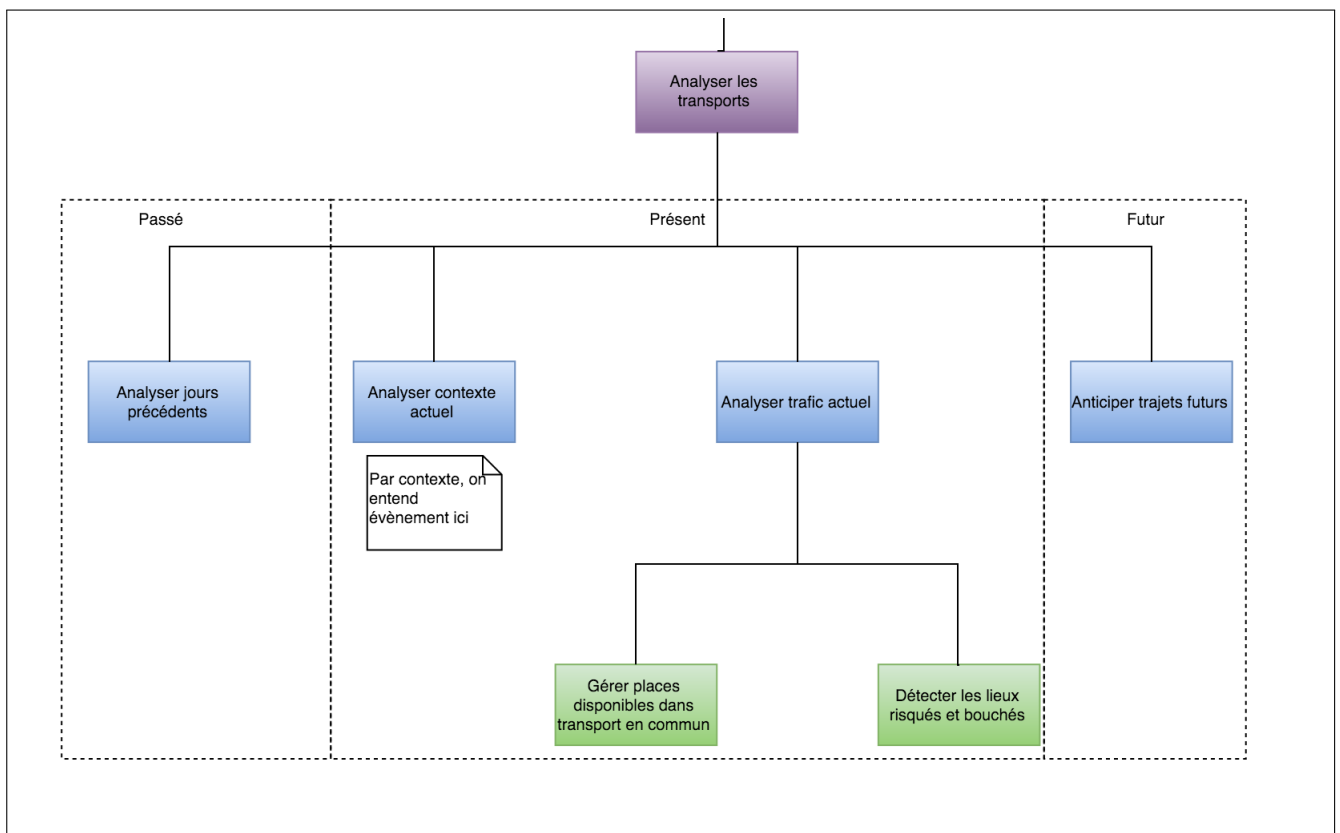 Analyser les
transports
Passé
Présent
Futur
Analyser jours
précédents
Analyser contexte
actuel
Analyser trafic actuel
Anticiper trajets futurs
Par contexte, on
entend
évènement ici
Gérer places
disponibles dans
transport en commun
Détecter les lieux
risqués et bouchés